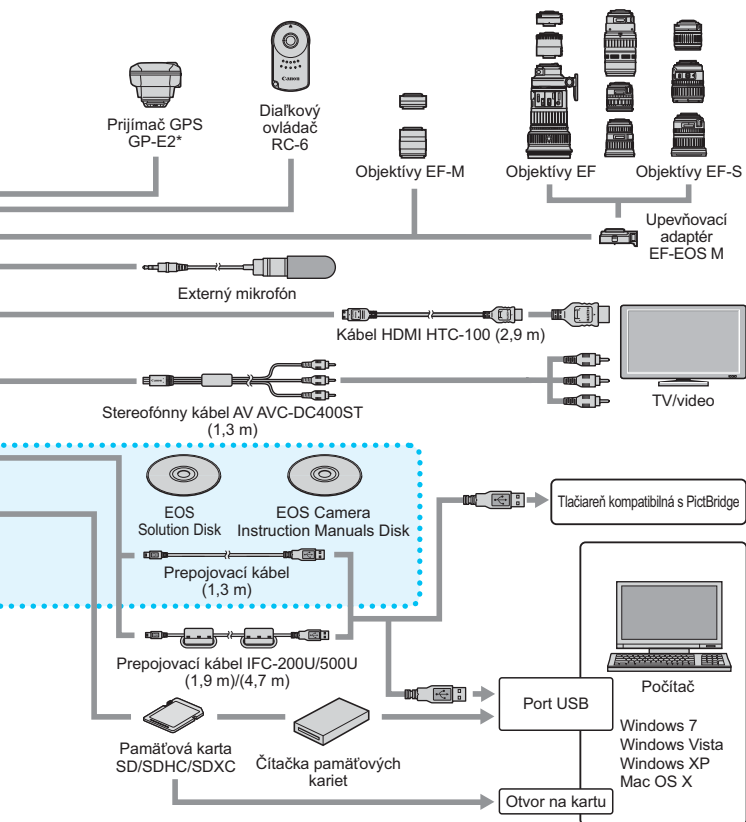 Canon
Prijímač GPS
GP-E2*
Diaľkový
ovládač
RC-6
Objektívy EF-M
Objektívy EF
Objektívy EF-S
Upevňovací
adaptér
EF-EOS M
Externý mikrofón
Kábel HDMI HTC-100 (2,9 m)
Stereofónny kábel AV AVC-DC400ST
(1,3 m)
TV/video
EOS
Solution Disk
EOS Camera
Instruction Manuals Disk
Prepojovací kábel
(1,3 m)
Tlačiareň kompatibilná s PictBridge
Prepojovací kábel IFC-200U/500U
(1,9 m)/(4,7 m)
Port USB
Počítač
Windows 7
Windows Vista
Windows XP
Mac OS X
Pamäťová karta
SD/SDHC/SDXC
Čítačka pamäťových
kariet
Otvor na kartu